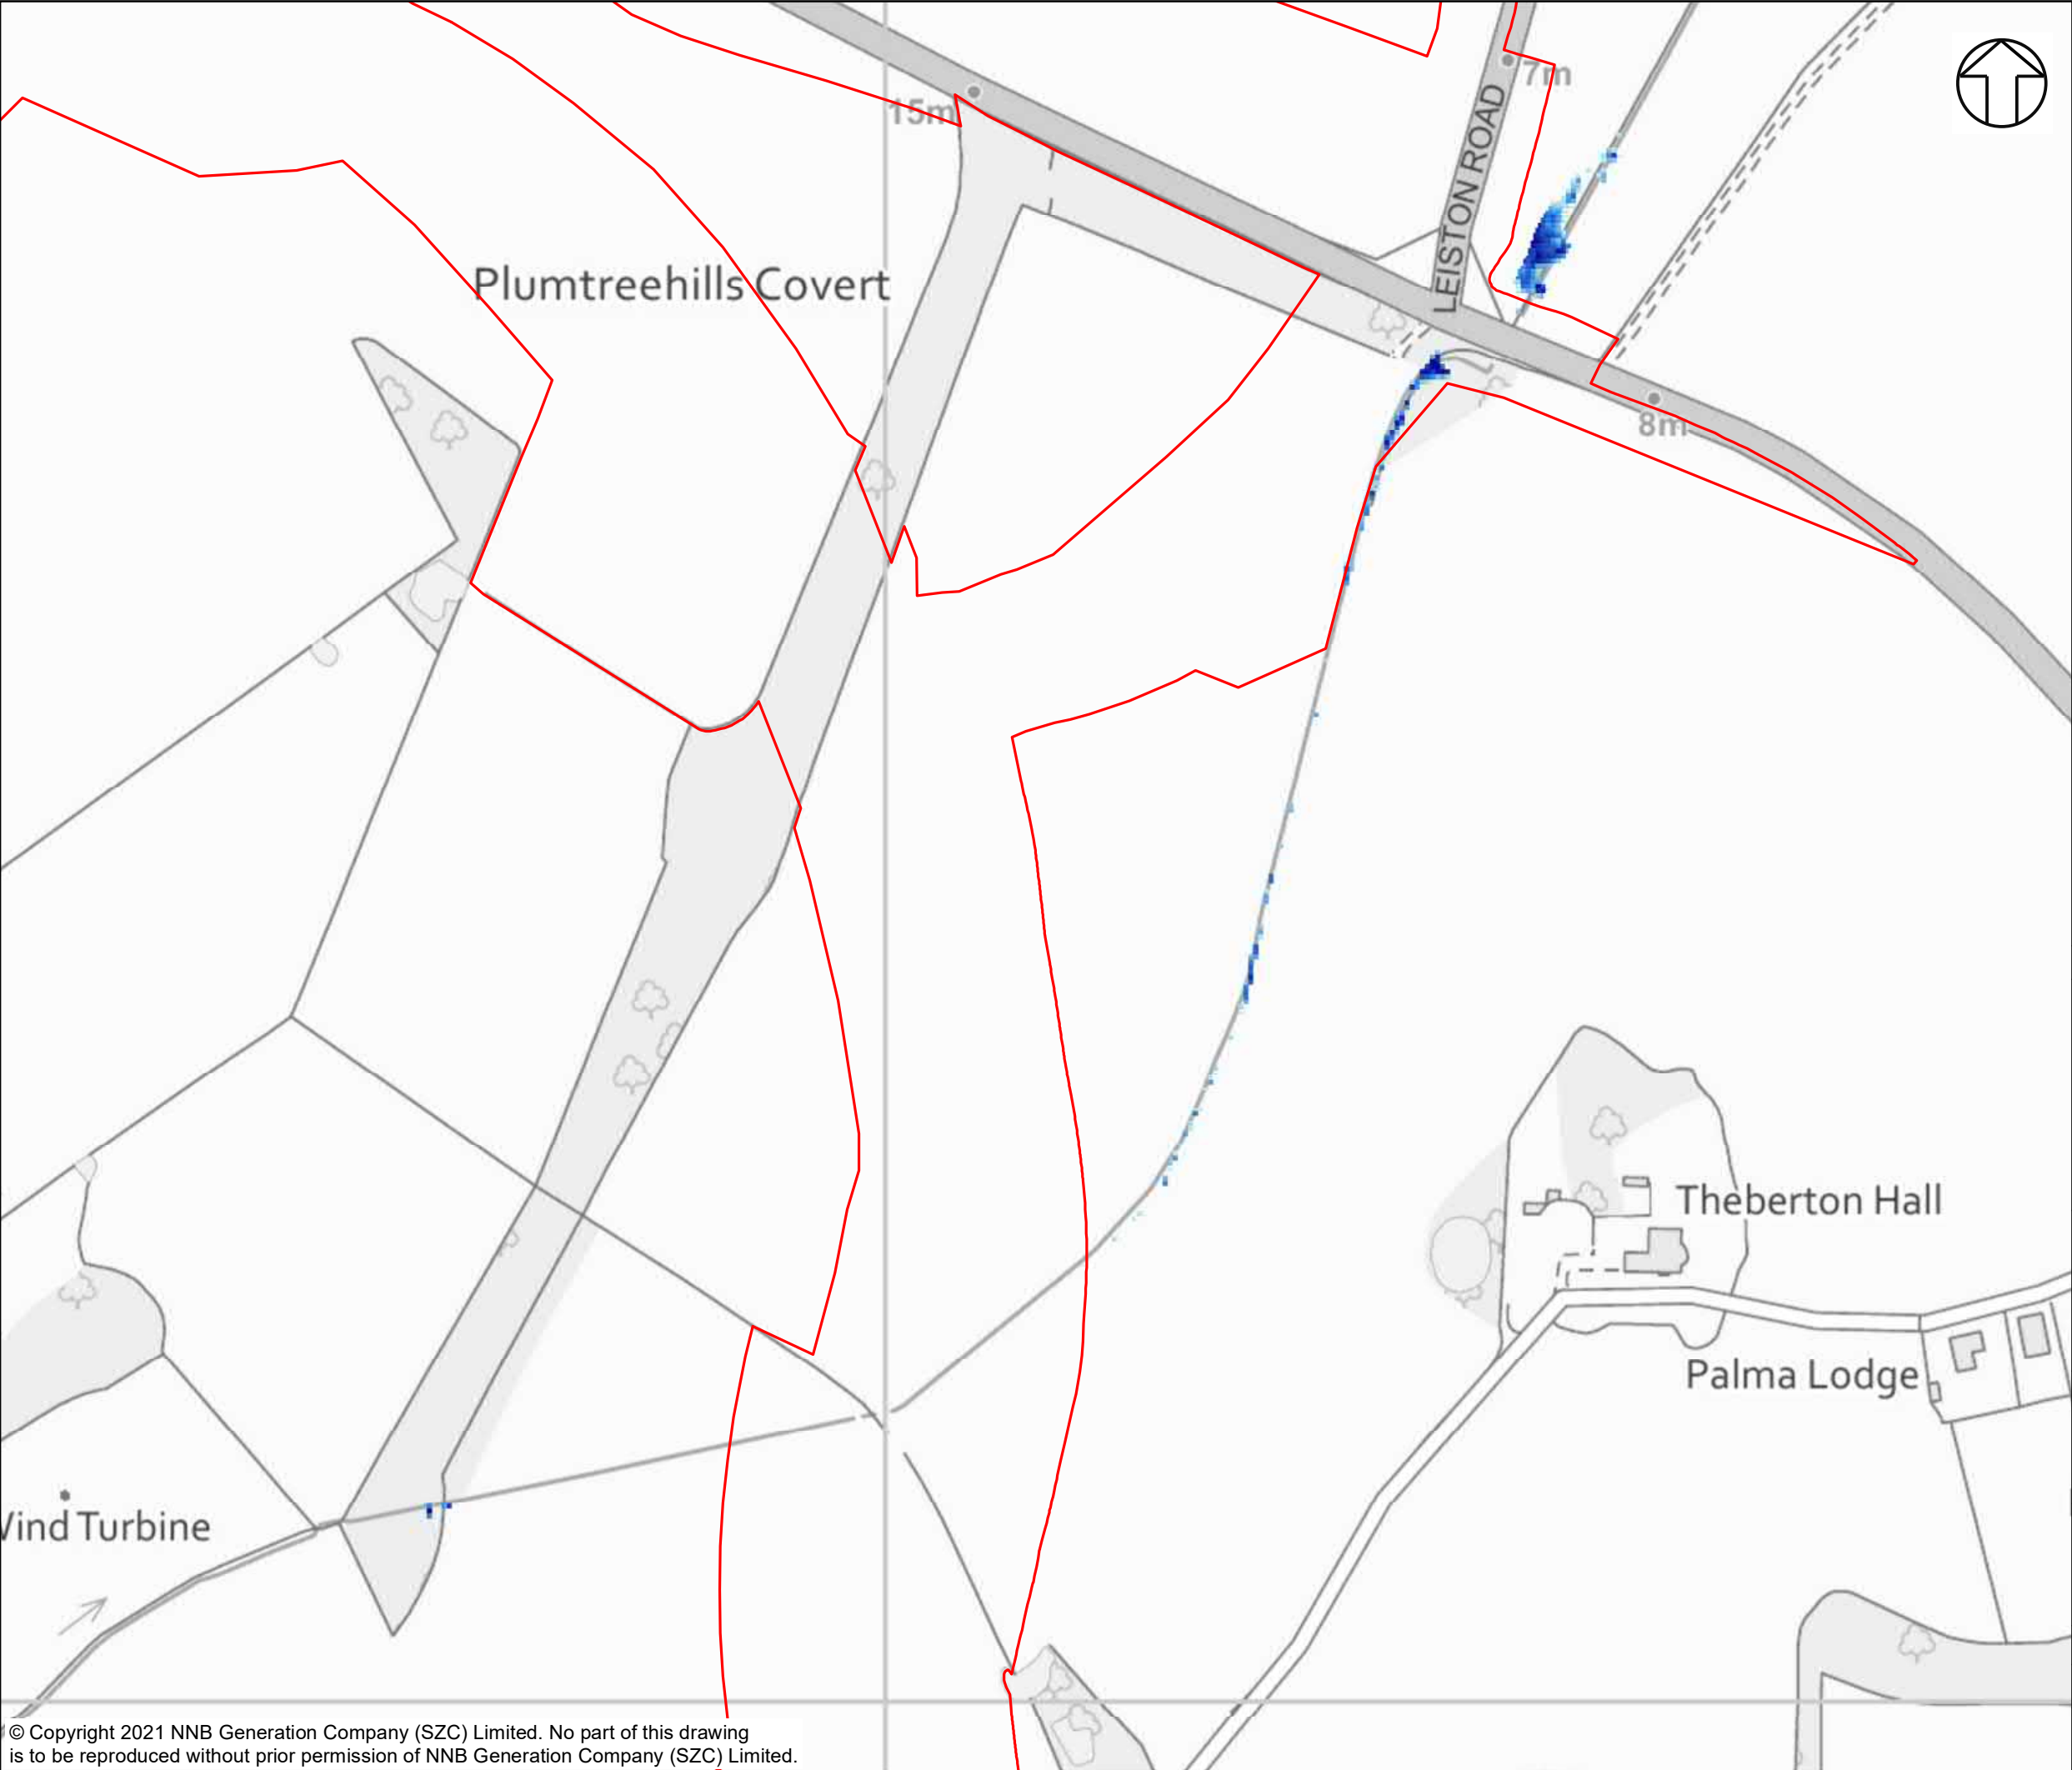 7m
15m
LEISTON ROAD
Plumtreehills Covert
8m
Theberton Hall
Palma Lodge
Turbine
© Copyright 2021 NNB Generation Company (SZC) Limited. No part of this drawing
is to be reproduced without prior permission of NNB Generation Company (SZC) Limited.